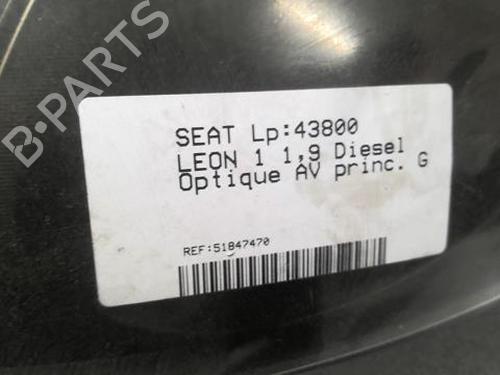 B-PARTS
SEAT Lp:43800
LEON 1 1,9 Diesel
Optique AV princ. G
REF:51847470